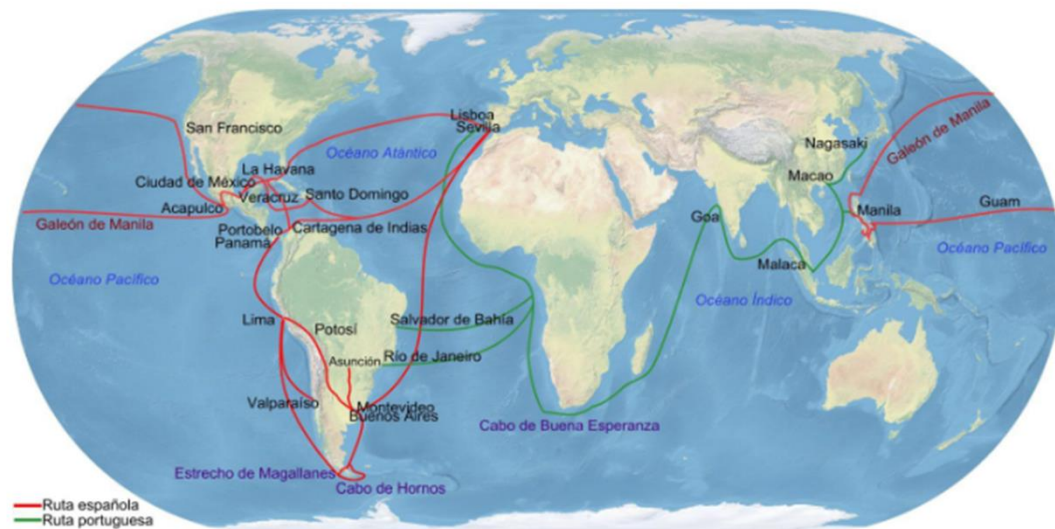 Lisboa
Sevilla
San Francisco
Océano Atántico
Galeón de Manila
Nagasaki
La Havana
Ciudad de México
Veracruz
Santo Domingo
Macao
Acapulco
Guam
Manila
Goa
Galeón de Manila
Portobelo
Cartagena de Indias
Panamá
Océano Pacífico
Malaca
Océano Pacífico
Océano Índico
Lima
Potosí
Salvador de Bahía
Asunción
Río de Janeiro
Valparaíso
Montevideo
Buenos Aires
Cabo de Buena Esperanza
Estrecho de Magallanes
Cabo de Hornos
Ruta española
Ruta portuguesa